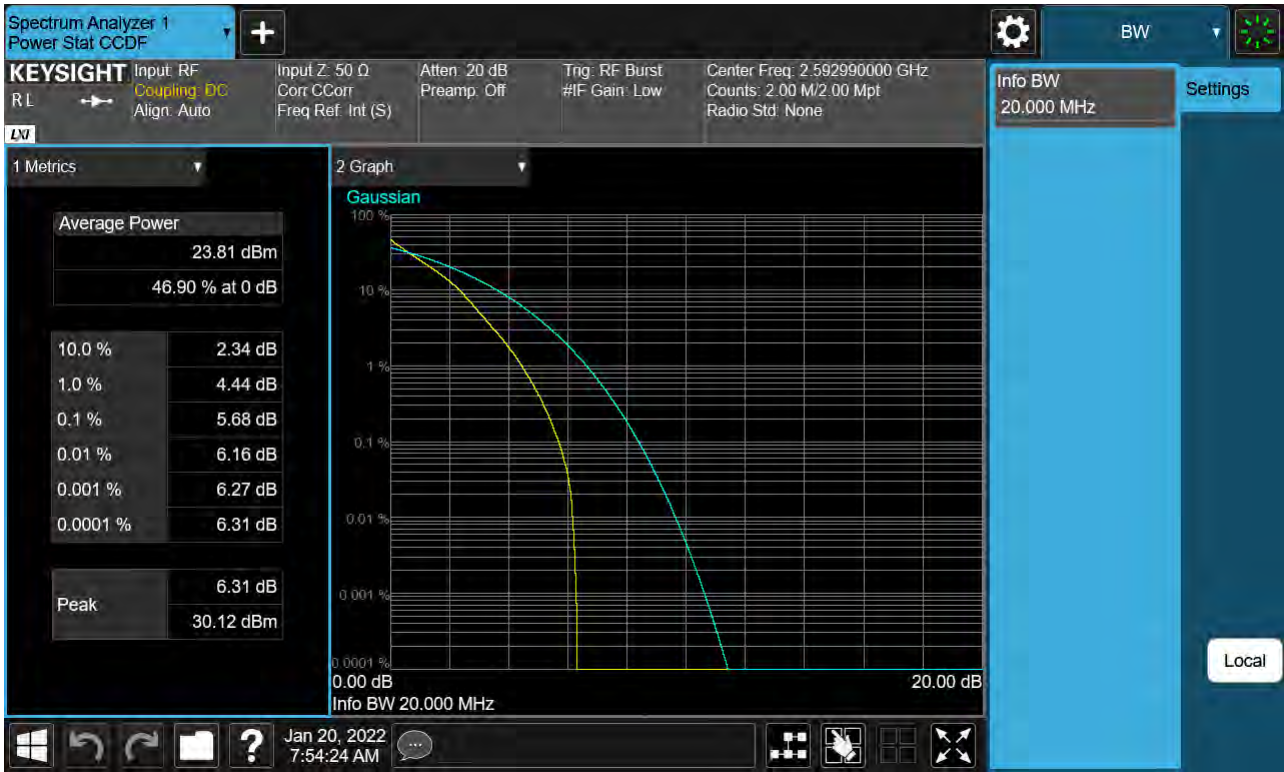 Spectrum Analyzer 1
Power Stat CCDF
BW
KEYSIGHT
RL
LXI
Input: RF
Coupling: DC
Align: Auto
Input Z: 50 Ω
Corr CCorr
Freq Ref: Int (S)
Atten: 20 dB
Preamp: Off
Trig: RF Burst
#IF Gain: Low
Center Freq: 2.592990000 GHz
Counts: 2.00 M/2.00 Mpt
Radio Std: None
Info BW
20.000 MHz
Settings
1 Metrics
Average Power
23.81 dBm
46.90 % at 0 dB
10.0 % 2.34 dB
1.0 % 4.44 dB
0.1 % 5.68 dB
0.01 % 6.16 dB
0.001 % 6.27 dB
0.0001 % 6.31 dB
Peak
6.31 dB
30.12 dBm
2 Graph
Gaussian
100 %
10 %
1 %
0.1 %
0.01 %
0.001 %
0.0001 %
0.00 dB 20.00 dB
Info BW 20.000 MHz
Local
?
Jan 20, 2022
7:54:24 AM